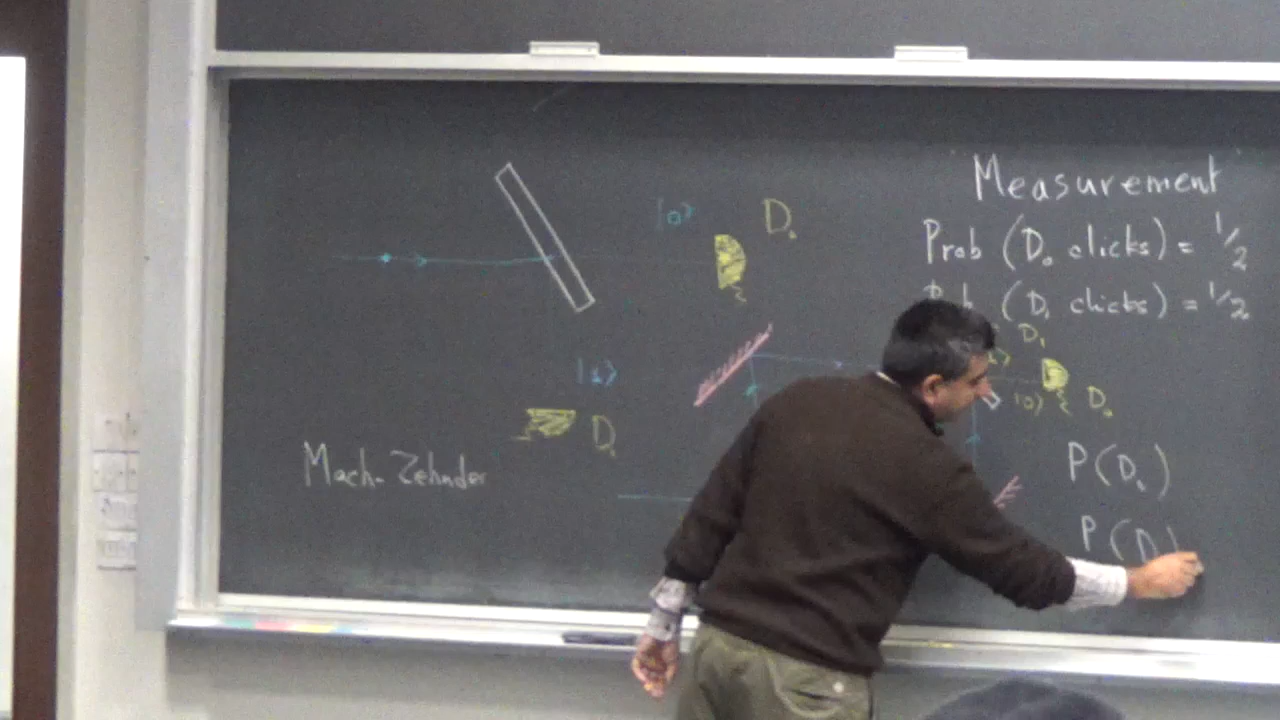 Measurement
|0⟩ D₀
Prob (D₀ clicks) = 1/2
(D₁ clicks) = 1/2
D₁
|1⟩
|0⟩ D₀
D₁
Mach-Zehnder
P(D₀)
P(D₁)